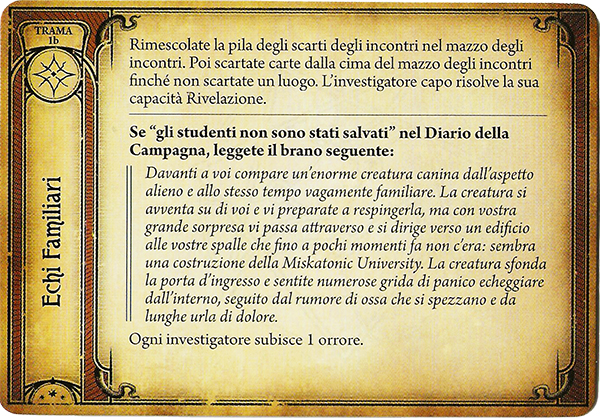 TRAMA
1b
Echi Familiari
Rimescolate la pila degli scarti degli incontri nel mazzo degli
incontri. Poi scartate carte dalla cima del mazzo degli incontri
finché non scartate un luogo. L’investigatore capo risolve la sua
capacità Rivelazione.
Se “gli studenti non sono stati salvati” nel Diario della
Campagna, leggete il brano seguente:
Davanti a voi compare un’enorme creatura canina dall’aspetto
alieno e allo stesso tempo vagamente familiare. La creatura si
avventa su di voi e vi preparate a respingerla, ma con vostra
grande sorpresa vi passa attraverso e si dirige verso un edificio
alle vostre spalle che fino a pochi momenti fa non c’era: sembra
una costruzione della Miskatonic University. La creatura sfonda
la porta d’ingresso e sentite numerose grida di panico echeggiare
dall’interno, seguito dal rumore di ossa che si spezzano e da
lunghe urla di dolore.
Ogni investigatore subisce 1 orrore.